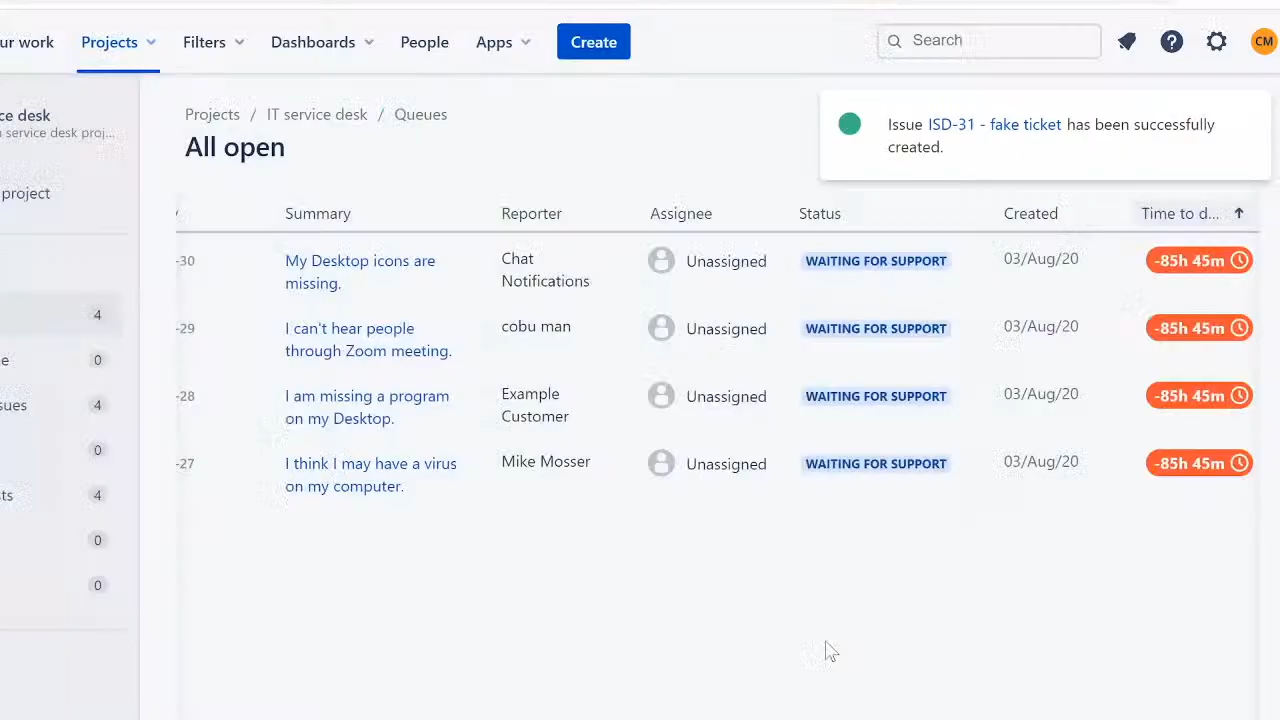 ur work Projects Filters Dashboards People Apps Create Search CM
ce desk
service desk proj...
project
4
e 0
sues 4
0
sts 4
0
0
Projects / IT service desk / Queues
All open
Issue ISD-31 - fake ticket has been successfully
created.
y Summary Reporter Assignee Status Created Time to d...
-30 My Desktop icons are missing. Chat Notifications Unassigned WAITING FOR SUPPORT 03/Aug/20 -85h 45m
-29 I can't hear people through Zoom meeting. cobu man Unassigned WAITING FOR SUPPORT 03/Aug/20 -85h 45m
-28 I am missing a program on my Desktop. Example Customer Unassigned WAITING FOR SUPPORT 03/Aug/20 -85h 45m
-27 I think I may have a virus on my computer. Mike Mosser Unassigned WAITING FOR SUPPORT 03/Aug/20 -85h 45m